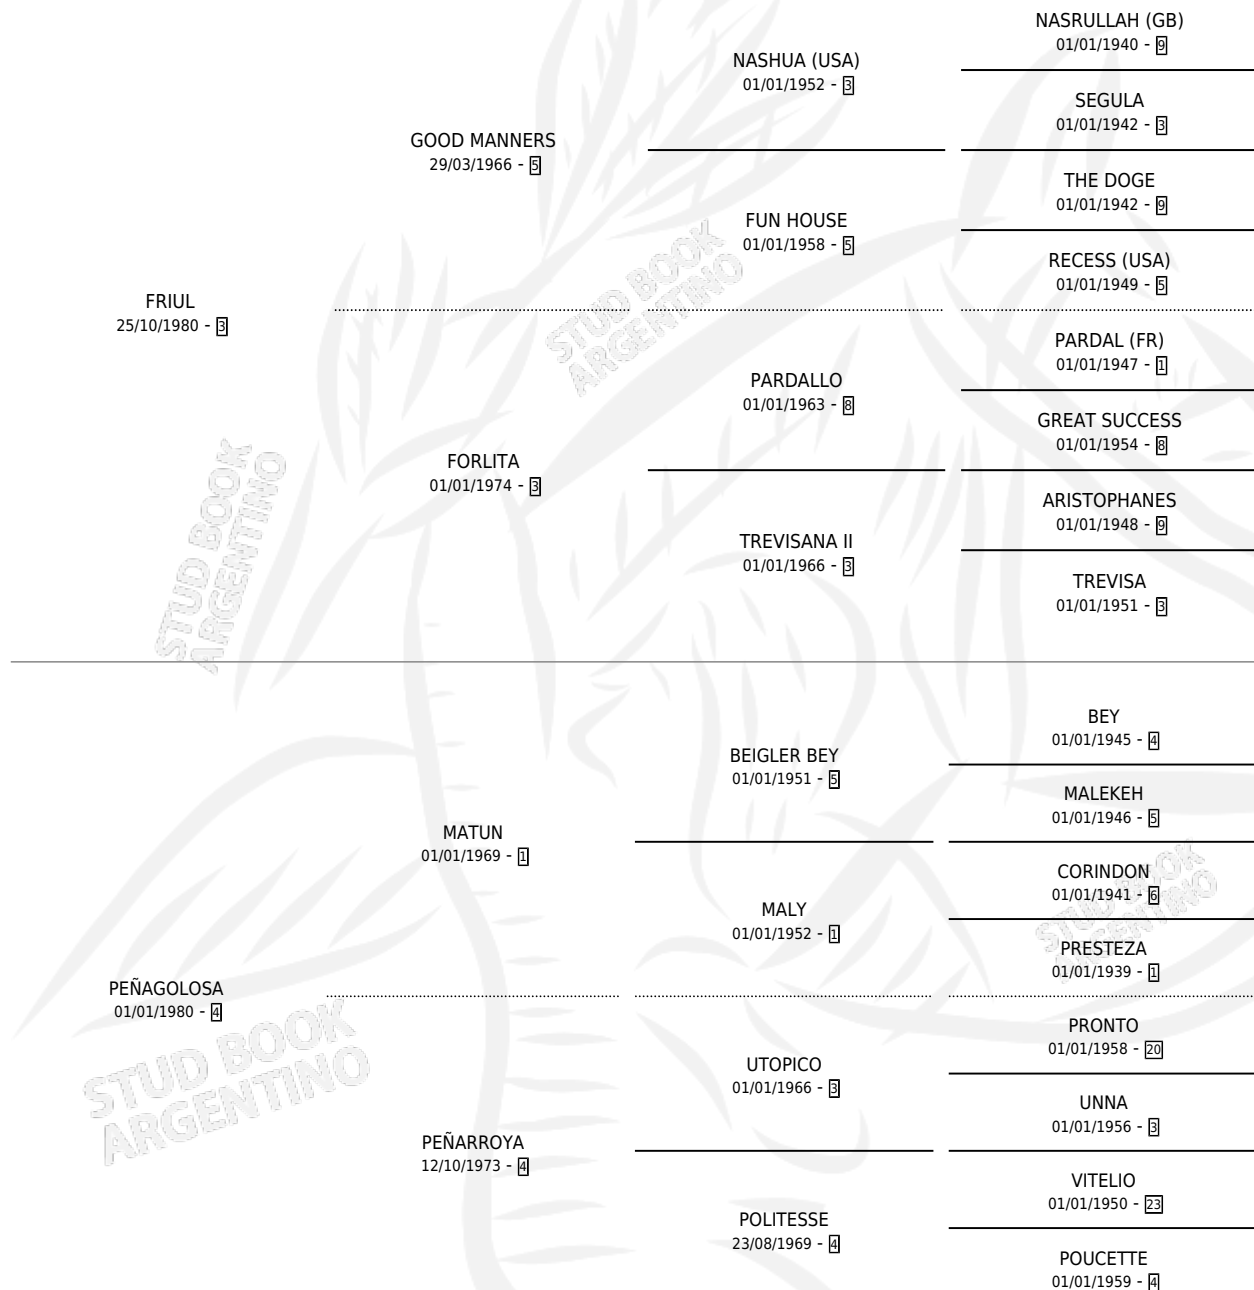 NASRULLAH (GB)
01/01/1940 - 9
NASHUA (USA)
01/01/1952 - 3
SEGULA
01/01/1942 - 3
GOOD MANNERS
29/03/1966 - 5
THE DOGE
01/01/1942 - 9
FUN HOUSE
01/01/1958 - 5
RECESS (USA)
01/01/1949 - 5
FRIUL
25/10/1980 - 3
PARDAL (FR)
01/01/1947 - 1
PARDALLO
01/01/1963 - 8
GREAT SUCCESS
01/01/1954 - 8
FORLITA
01/01/1974 - 3
ARISTOPHANES
01/01/1948 - 9
TREVISANA II
01/01/1966 - 3
TREVISA
01/01/1951 - 3
BEY
01/01/1945 - 4
BEIGLER BEY
01/01/1951 - 5
MALEKEH
01/01/1946 - 5
MATUN
01/01/1969 - 1
CORINDON
01/01/1941 - 6
MALY
01/01/1952 - 1
PRESTEZA
01/01/1939 - 1
PEÑAGOLOSA
01/01/1980 - 4
PRONTO
01/01/1958 - 20
UTOPICO
01/01/1966 - 3
UNNA
01/01/1956 - 3
PEÑARROYA
12/10/1973 - 4
VITELIO
01/01/1950 - 23
POLITESSE
23/08/1969 - 4
POUCETTE
01/01/1959 - 4
STUD BOOK
ARGENTINO
STUD BOOK
ARGENTINO
STUD BOOK
ARGENTINO
STUD BOOK
ARGENTINO